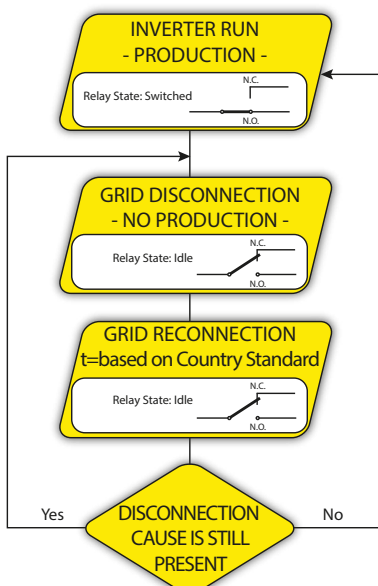 INVERTER RUN
- PRODUCTION -
N.C.
Relay State: Switched
N.O.
GRID DISCONNECTION
- NO PRODUCTION -
N.C.
Relay State: Idle
N.O.
GRID RECONNECTION
t=based on Country Standard
N.C.
Relay State: Idle
N.O.
Yes
DISCONNECTION
CAUSE IS STILL
PRESENT
No